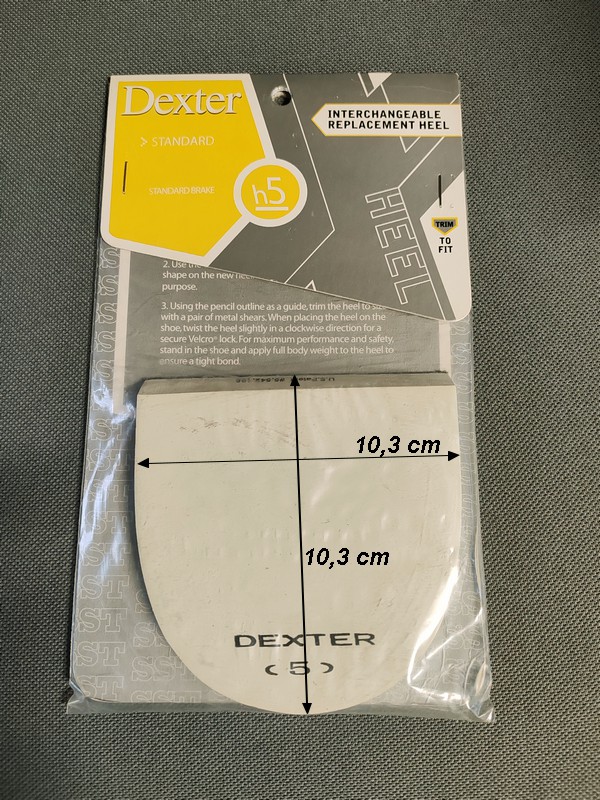 Dexter
> STANDARD
STANDARD BRAKE
h5
INTERCHANGEABLE
REPLACEMENT HEEL
HEEL
TRIM
TO
FIT
2. Use the
shape on the new heel
purpose.
3. Using the pencil outline as a guide, trim the heel to size
with a pair of metal shears. When placing the heel on the
shoe, twist the heel slightly in a clockwise direction for a
secure Velcro® lock. For maximum performance and safety,
stand in the shoe and apply full body weight to the heel to
ensure a tight bond.
10,3 cm
10,3 cm
DEXTER
(5)